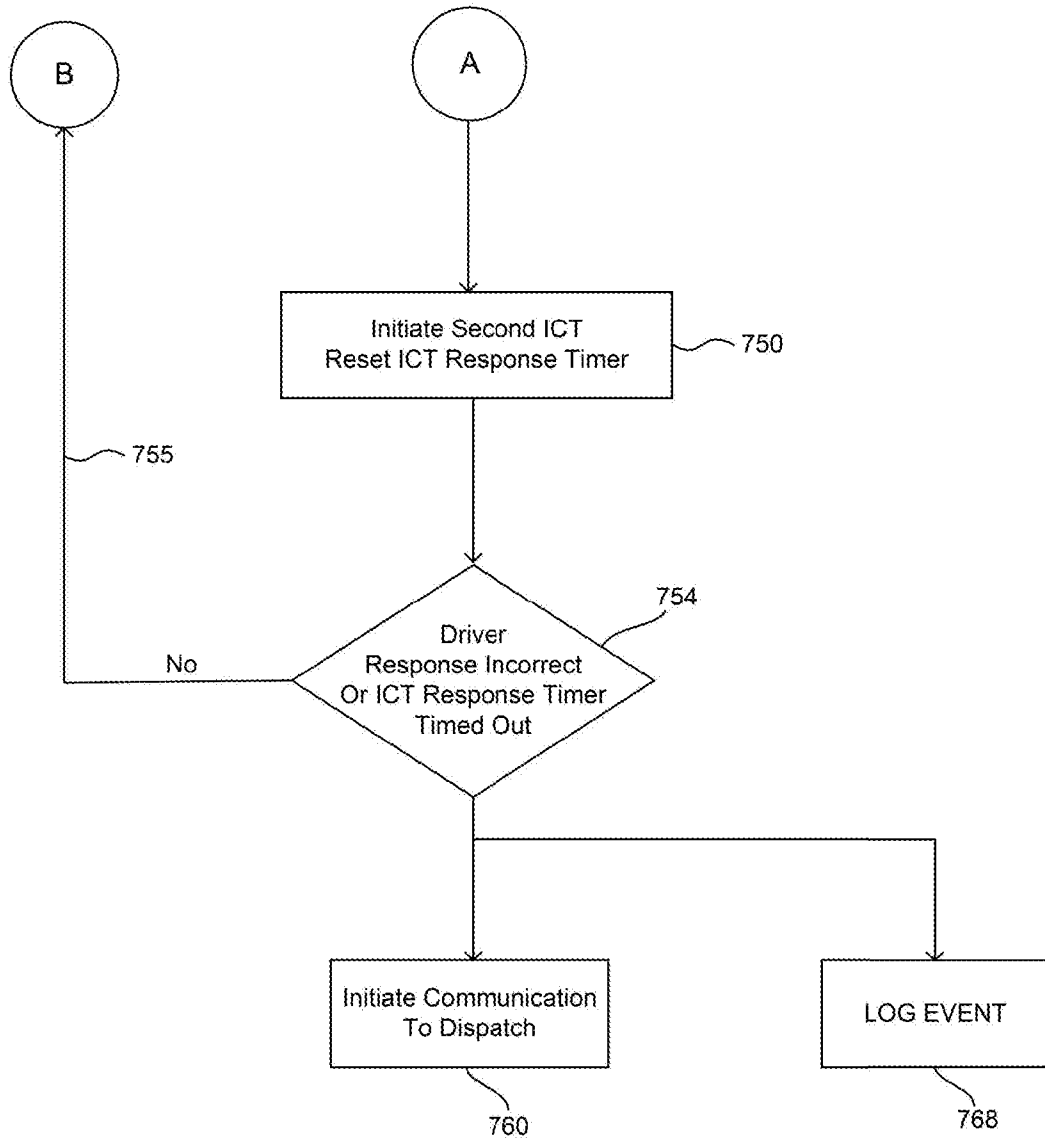 B
A
Initiate Second ICT
Reset ICT Response Timer
750
755
754
Driver
Response Incorrect
Or ICT Response Timer
Timed Out
No
Initiate Communication
To Dispatch
LOG EVENT
760
768